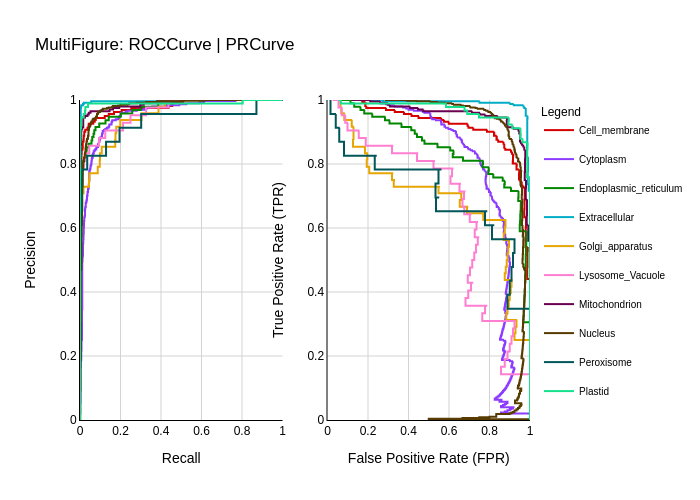 MultiFigure: ROCCurve | PRCurve
Precision
1
0.8
0.6
0.4
0.2
0
0 0.2 0.4 0.6 0.8 1
Recall
True Positive Rate (TPR)
1
0.8
0.6
0.4
0.2
0
0 0.2 0.4 0.6 0.8 1
False Positive Rate (FPR)
Legend
Cell_membrane
Cytoplasm
Endoplasmic_reticulum
Extracellular
Golgi_apparatus
Lysosome_Vacuole
Mitochondrion
Nucleus
Peroxisome
Plastid